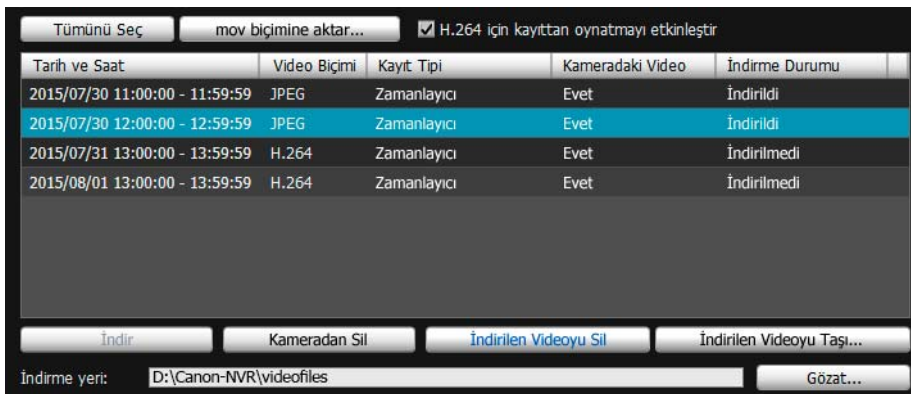 Tümünü Seç mov biçimine aktar... H.264 için kayıttan oynatmayı etkinleştir
Tarih ve Saat Video Biçimi Kayıt Tipi Kameradaki Video İndirme Durumu
2015/07/30 11:00:00 - 11:59:59 JPEG Zamanlayıcı Evet İndirildi
2015/07/30 12:00:00 - 12:59:59 JPEG Zamanlayıcı Evet İndirildi
2015/07/31 13:00:00 - 13:59:59 H.264 Zamanlayıcı Evet İndirilmedi
2015/08/01 13:00:00 - 13:59:59 H.264 Zamanlayıcı Evet İndirilmedi
İndir Kameradan Sil İndirilen Videoyu Sil İndirilen Videoyu Taşı...
İndirme yeri: D:\Canon-NVR\videofiles Gözat...